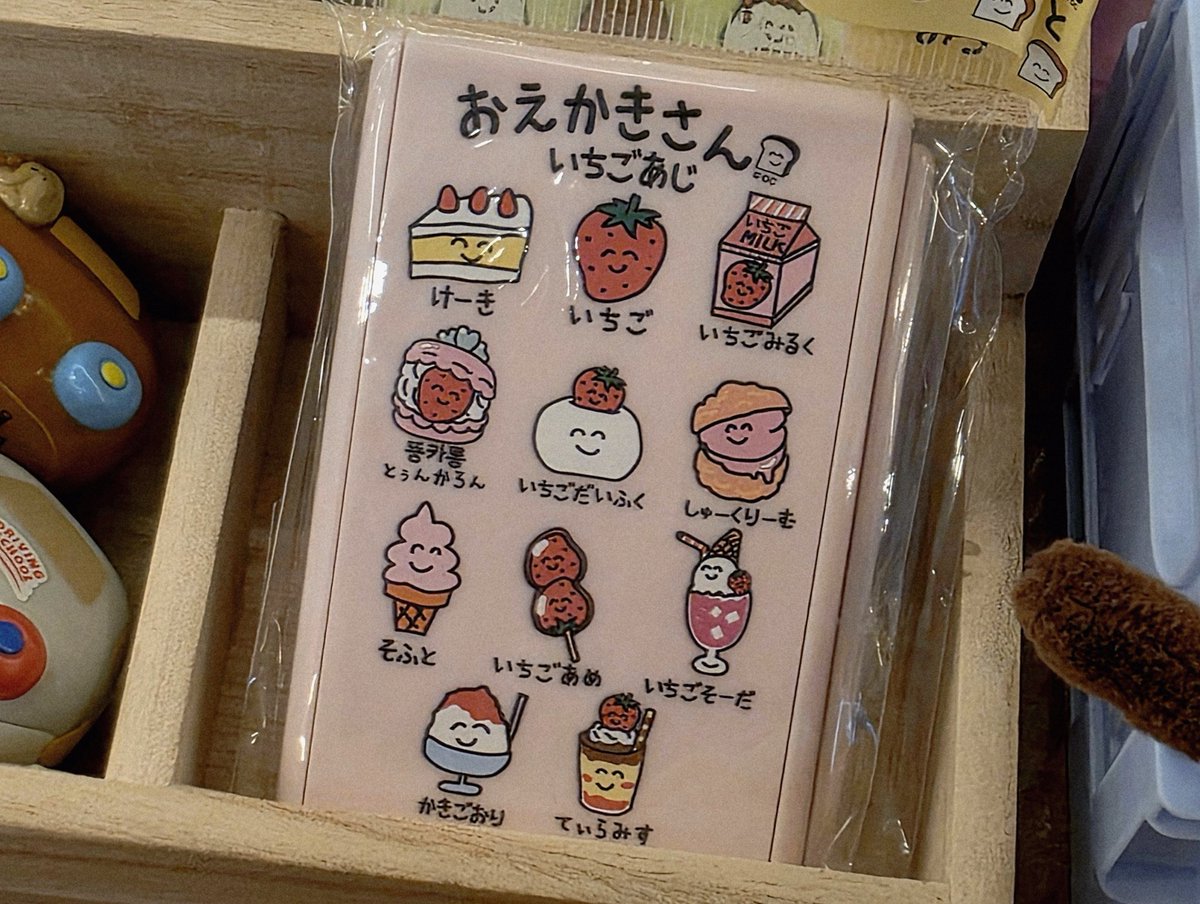 おえかきさん
いちごあじ
いちご
MILK
けーき
いちご
いちごみるく
뚱카롱
とぅんかろん
いちごだいふく
しゅーくりーむ
そふと
いちごあめ
いちごそーだ
かきごおり
てぃらみす
DRIVING
SCHOOL